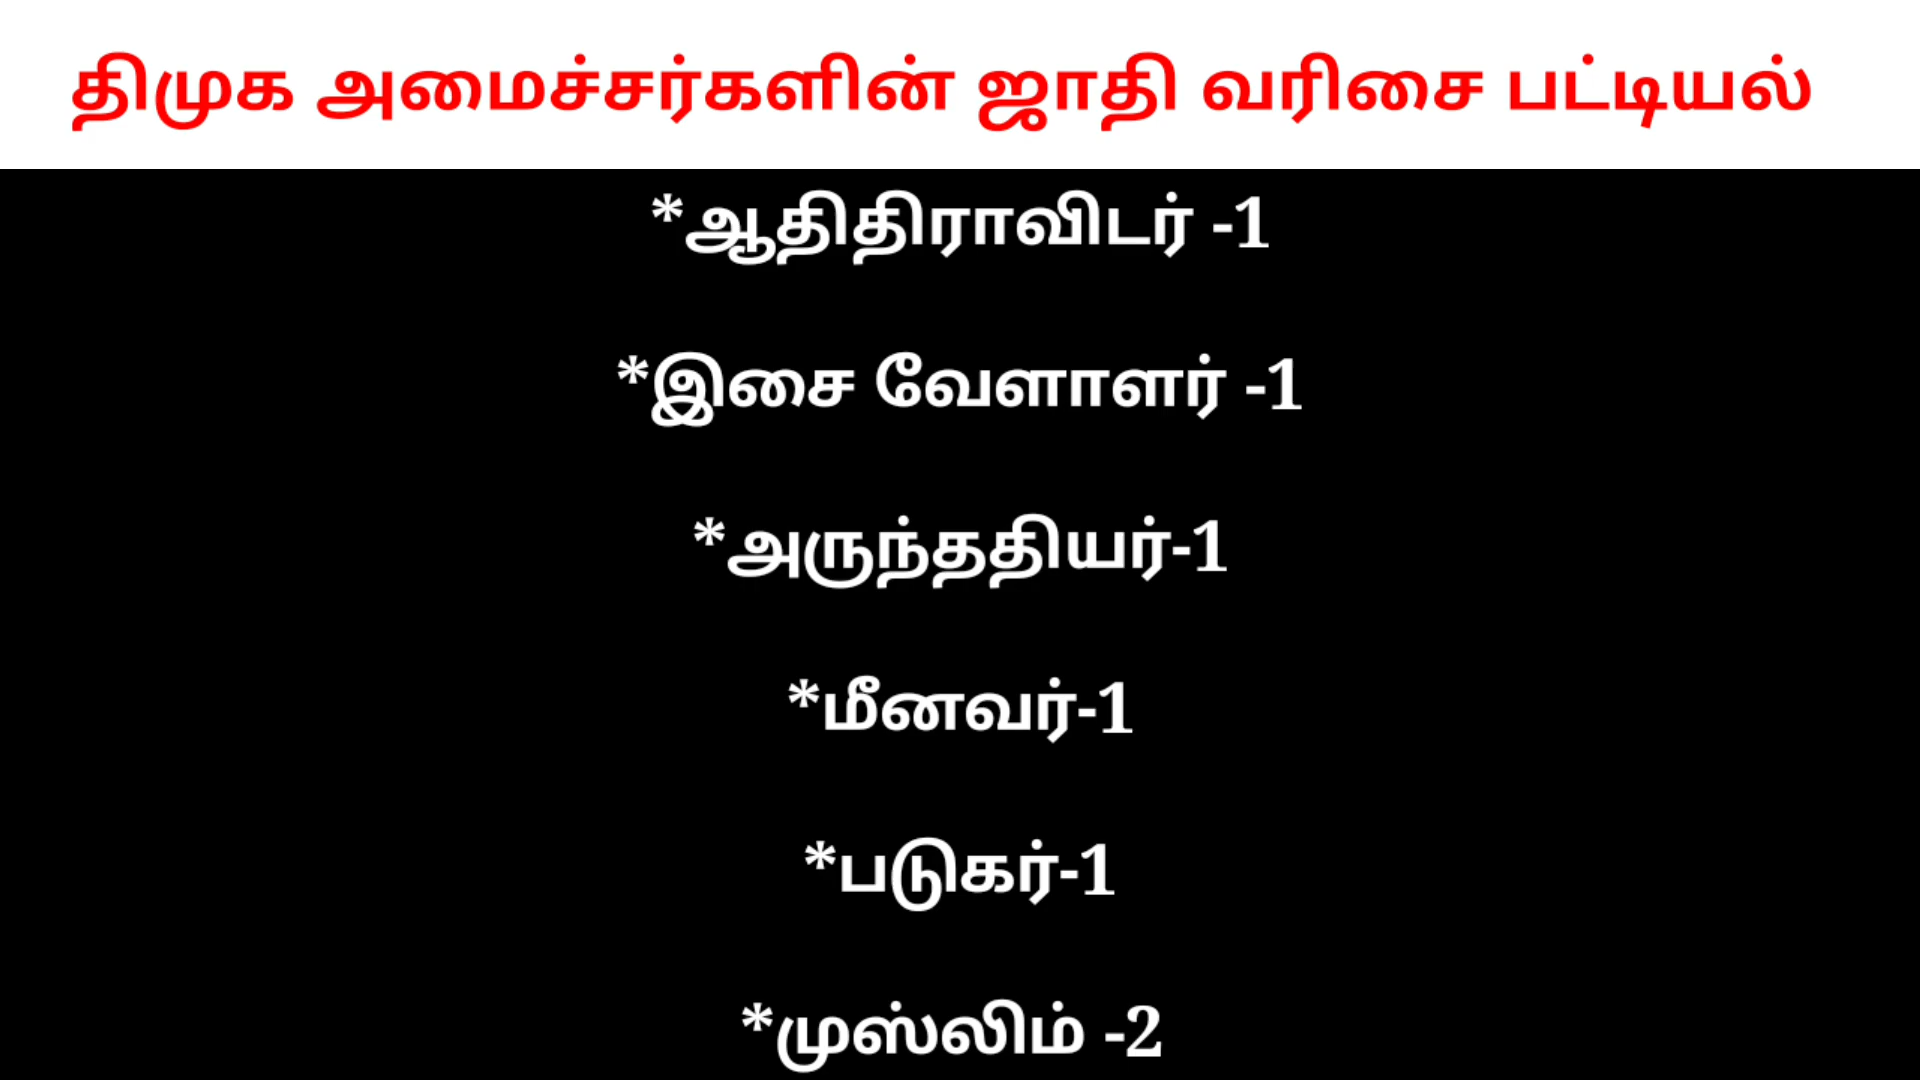 திமுக அமைச்சர்களின் ஜாதி வரிசை பட்டியல்
*ஆதிதிராவிடர் -1
*இசை வேளாளர் -1
*அருந்ததியர்-1
*மீனவர்-1
*படுகர்-1
*முஸ்லிம் -2